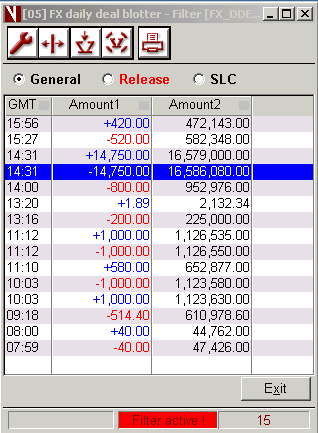 [05] FX daily deal blotter - Filter [FX_DDE...
General Release SLC
GMT Amount1 Amount2
15:56 +420.00 472,143.00
15:27 -520.00 582,348.00
14:31 +14,750.00 16,579,000.00
14:31 -14,750.00 16,586,080.00
14:00 -800.00 952,976.00
13:20 +1.89 2,132.34
13:16 -200.00 225,000.00
11:12 +1,000.00 1,126,535.00
11:12 -1,000.00 1,126,550.00
11:10 +580.00 652,877.00
10:03 -1,000.00 1,123,580.00
10:03 +1,000.00 1,123,630.00
09:18 -514.40 610,978.60
08:00 +40.00 44,762.00
07:59 -40.00 47,426.00
Exit
Filter active ! 15